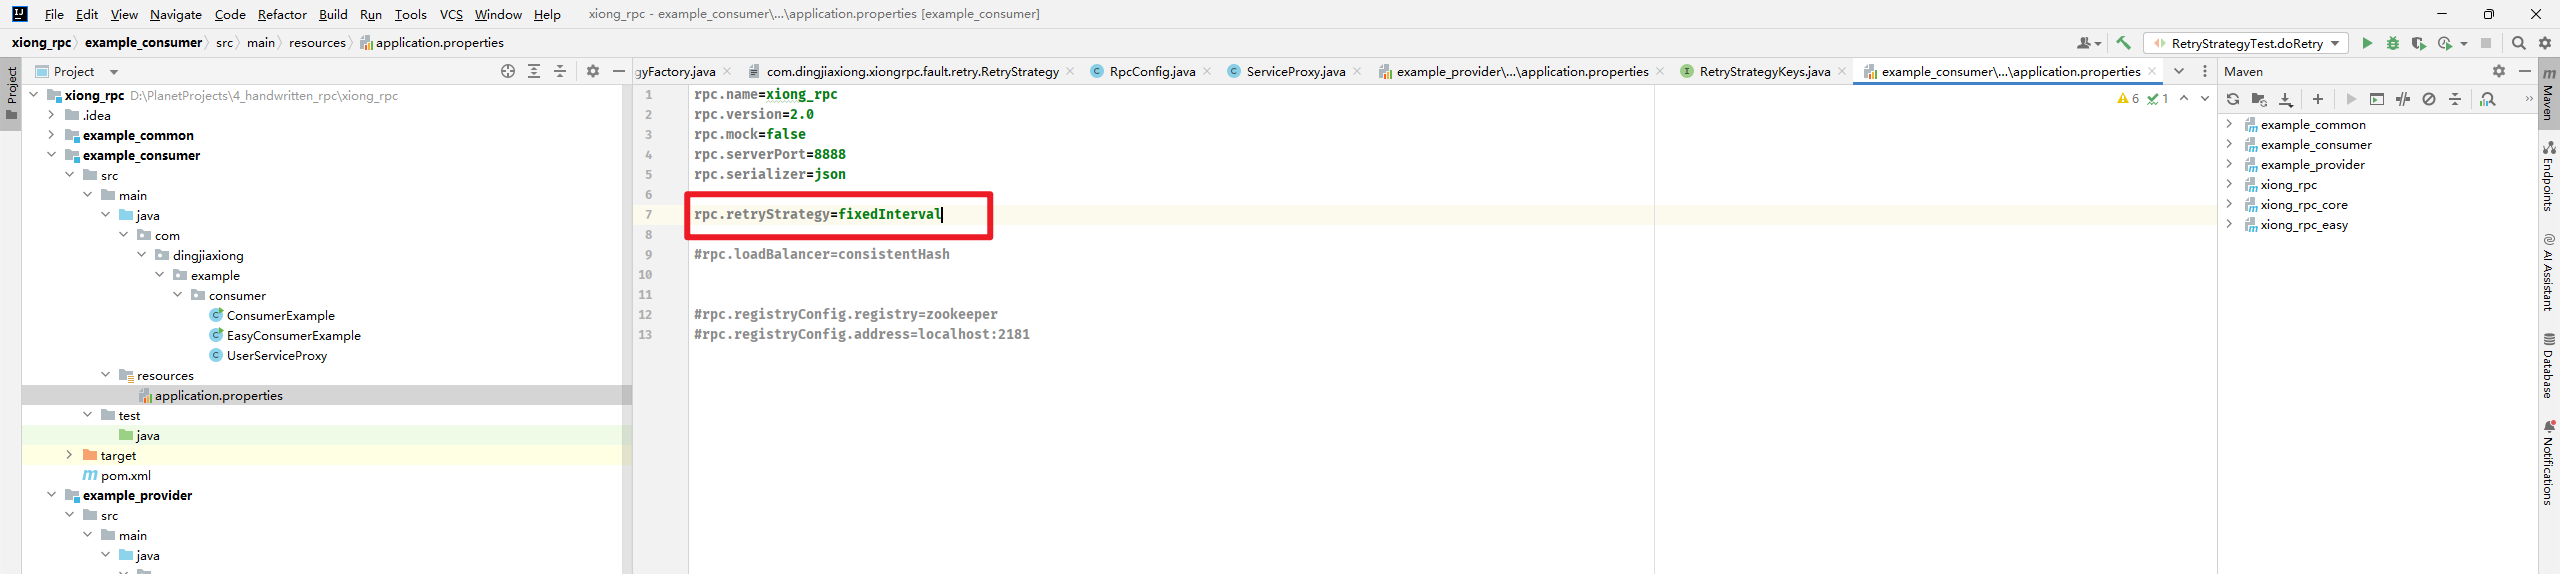 File Edit View Navigate Code Refactor Build Run Tools VCS Window Help xiong_rpc - example_consumer\...\application.properties [example_consumer]
xiong_rpc example_consumer src main resources application.properties RetryStrategyTest.doRetry
Project
Project
gyFactory.java com.dingjiaxiong.xiongrpc.fault.retry.RetryStrategy RpcConfig.java ServiceProxy.java example_provider\...\application.properties RetryStrategyKeys.java example_consumer\...\application.properties
xiong_rpc D:\PlanetProjects\4_handwritten_rpc\xiong_rpc
.idea
example_common
example_consumer
src
main
java
com
dingjiaxiong
example
consumer
ConsumerExample
EasyConsumerExample
UserServiceProxy
resources
application.properties
test
java
target
pom.xml
example_provider
src
main
java
1 rpc.name=xiong_rpc
2 rpc.version=2.0
3 rpc.mock=false
4 rpc.serverPort=8888
5 rpc.serializer=json
6
7 rpc.retryStrategy=fixedInterval
8
9 #rpc.loadBalancer=consistentHash
10
11
12 #rpc.registryConfig.registry=zookeeper
13 #rpc.registryConfig.address=localhost:2181
6 1
Maven
example_common
example_consumer
example_provider
xiong_rpc
xiong_rpc_core
xiong_rpc_easy
Maven
Endpoints
AI Assistant
Database
Notifications